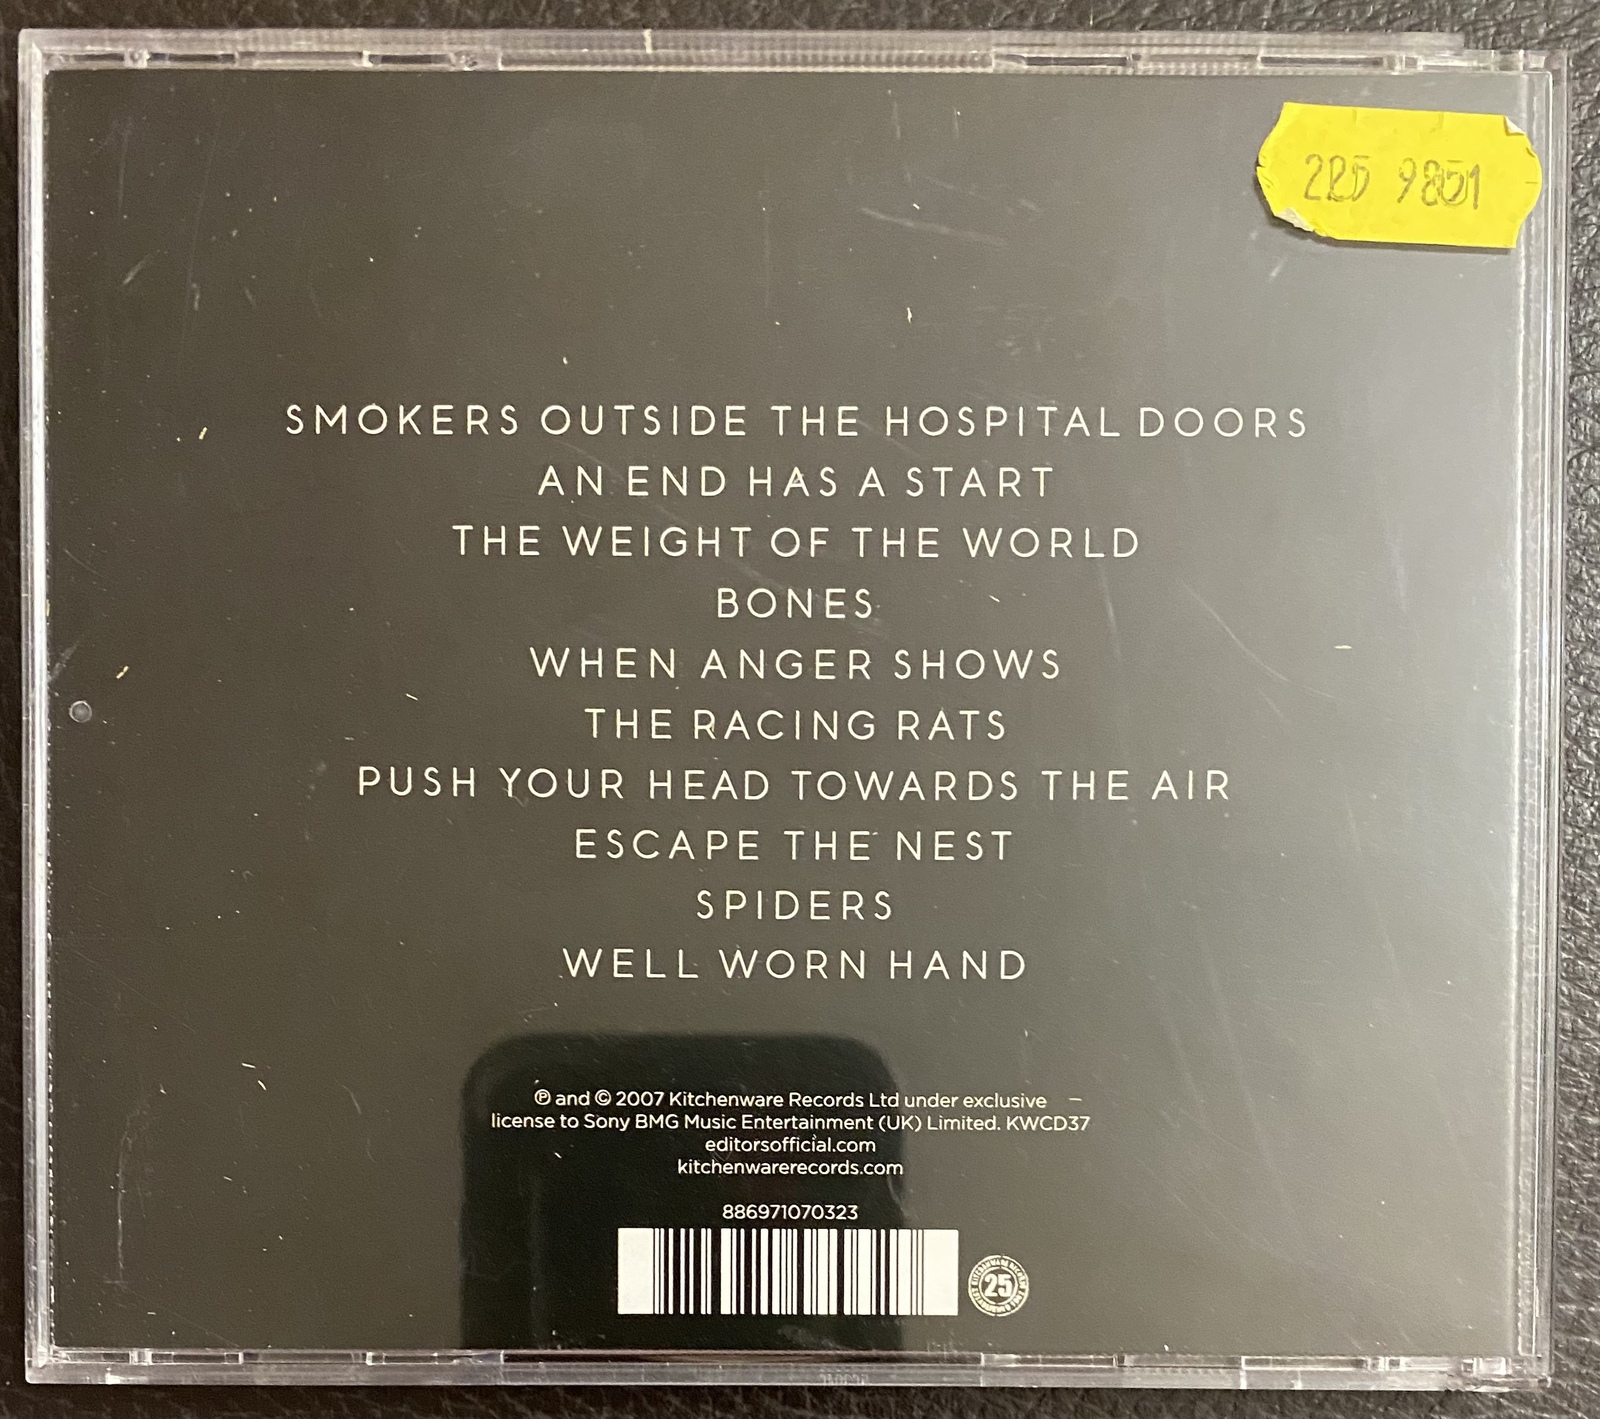 SMOKERS OUTSIDE THE HOSPITAL DOORS
AN END HAS A START
THE WEIGHT OF THE WORLD
BONES
WHEN ANGER SHOWS
THE RACING RATS
PUSH YOUR HEAD TOWARDS THE AIR
ESCAPE THE NEST
SPIDERS
WELL WORN HAND
℗ and © 2007 Kitchenware Records Ltd under exclusive
license to Sony BMG Music Entertainment (UK) Limited. KWCD37
editorsofficial.com
kitchenwarerecords.com
886971070323
25